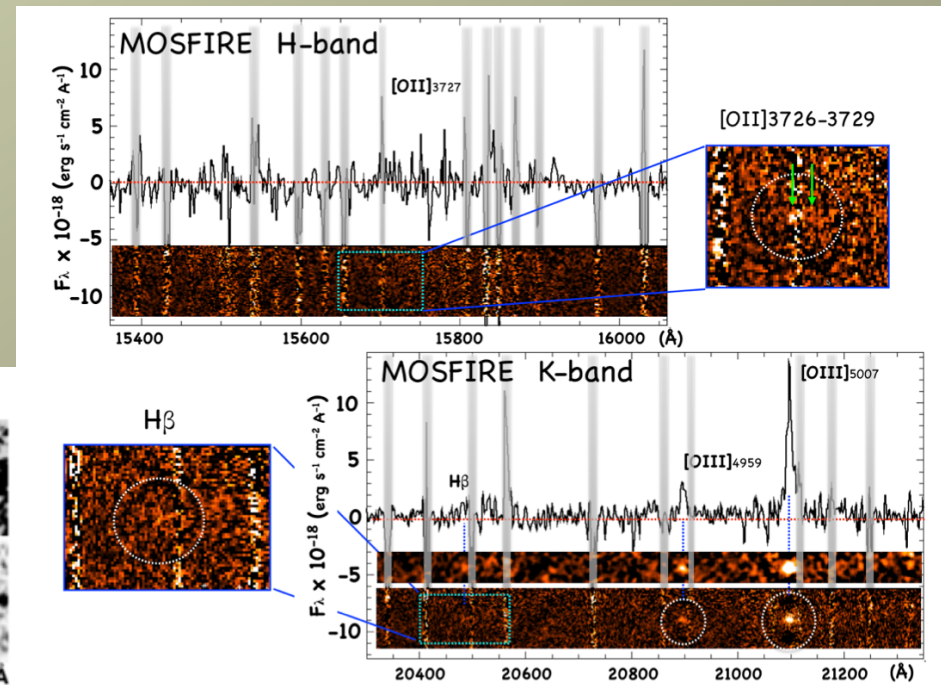 MOSFIRE H-band
[OII]3727
10
5
0
-5
-10
Fλ x 10⁻¹⁸ (erg s⁻¹ cm⁻² A⁻¹)
15400 15600 15800 16000 (Å)
[OII]3726-3729
MOSFIRE K-band
[OIII]5007
[OIII]4959
Hβ
10
5
0
-5
-10
Fλ x 10⁻¹⁸ (erg s⁻¹ cm⁻² A⁻¹)
20400 20600 20800 21000 21200 (Å)
Hβ